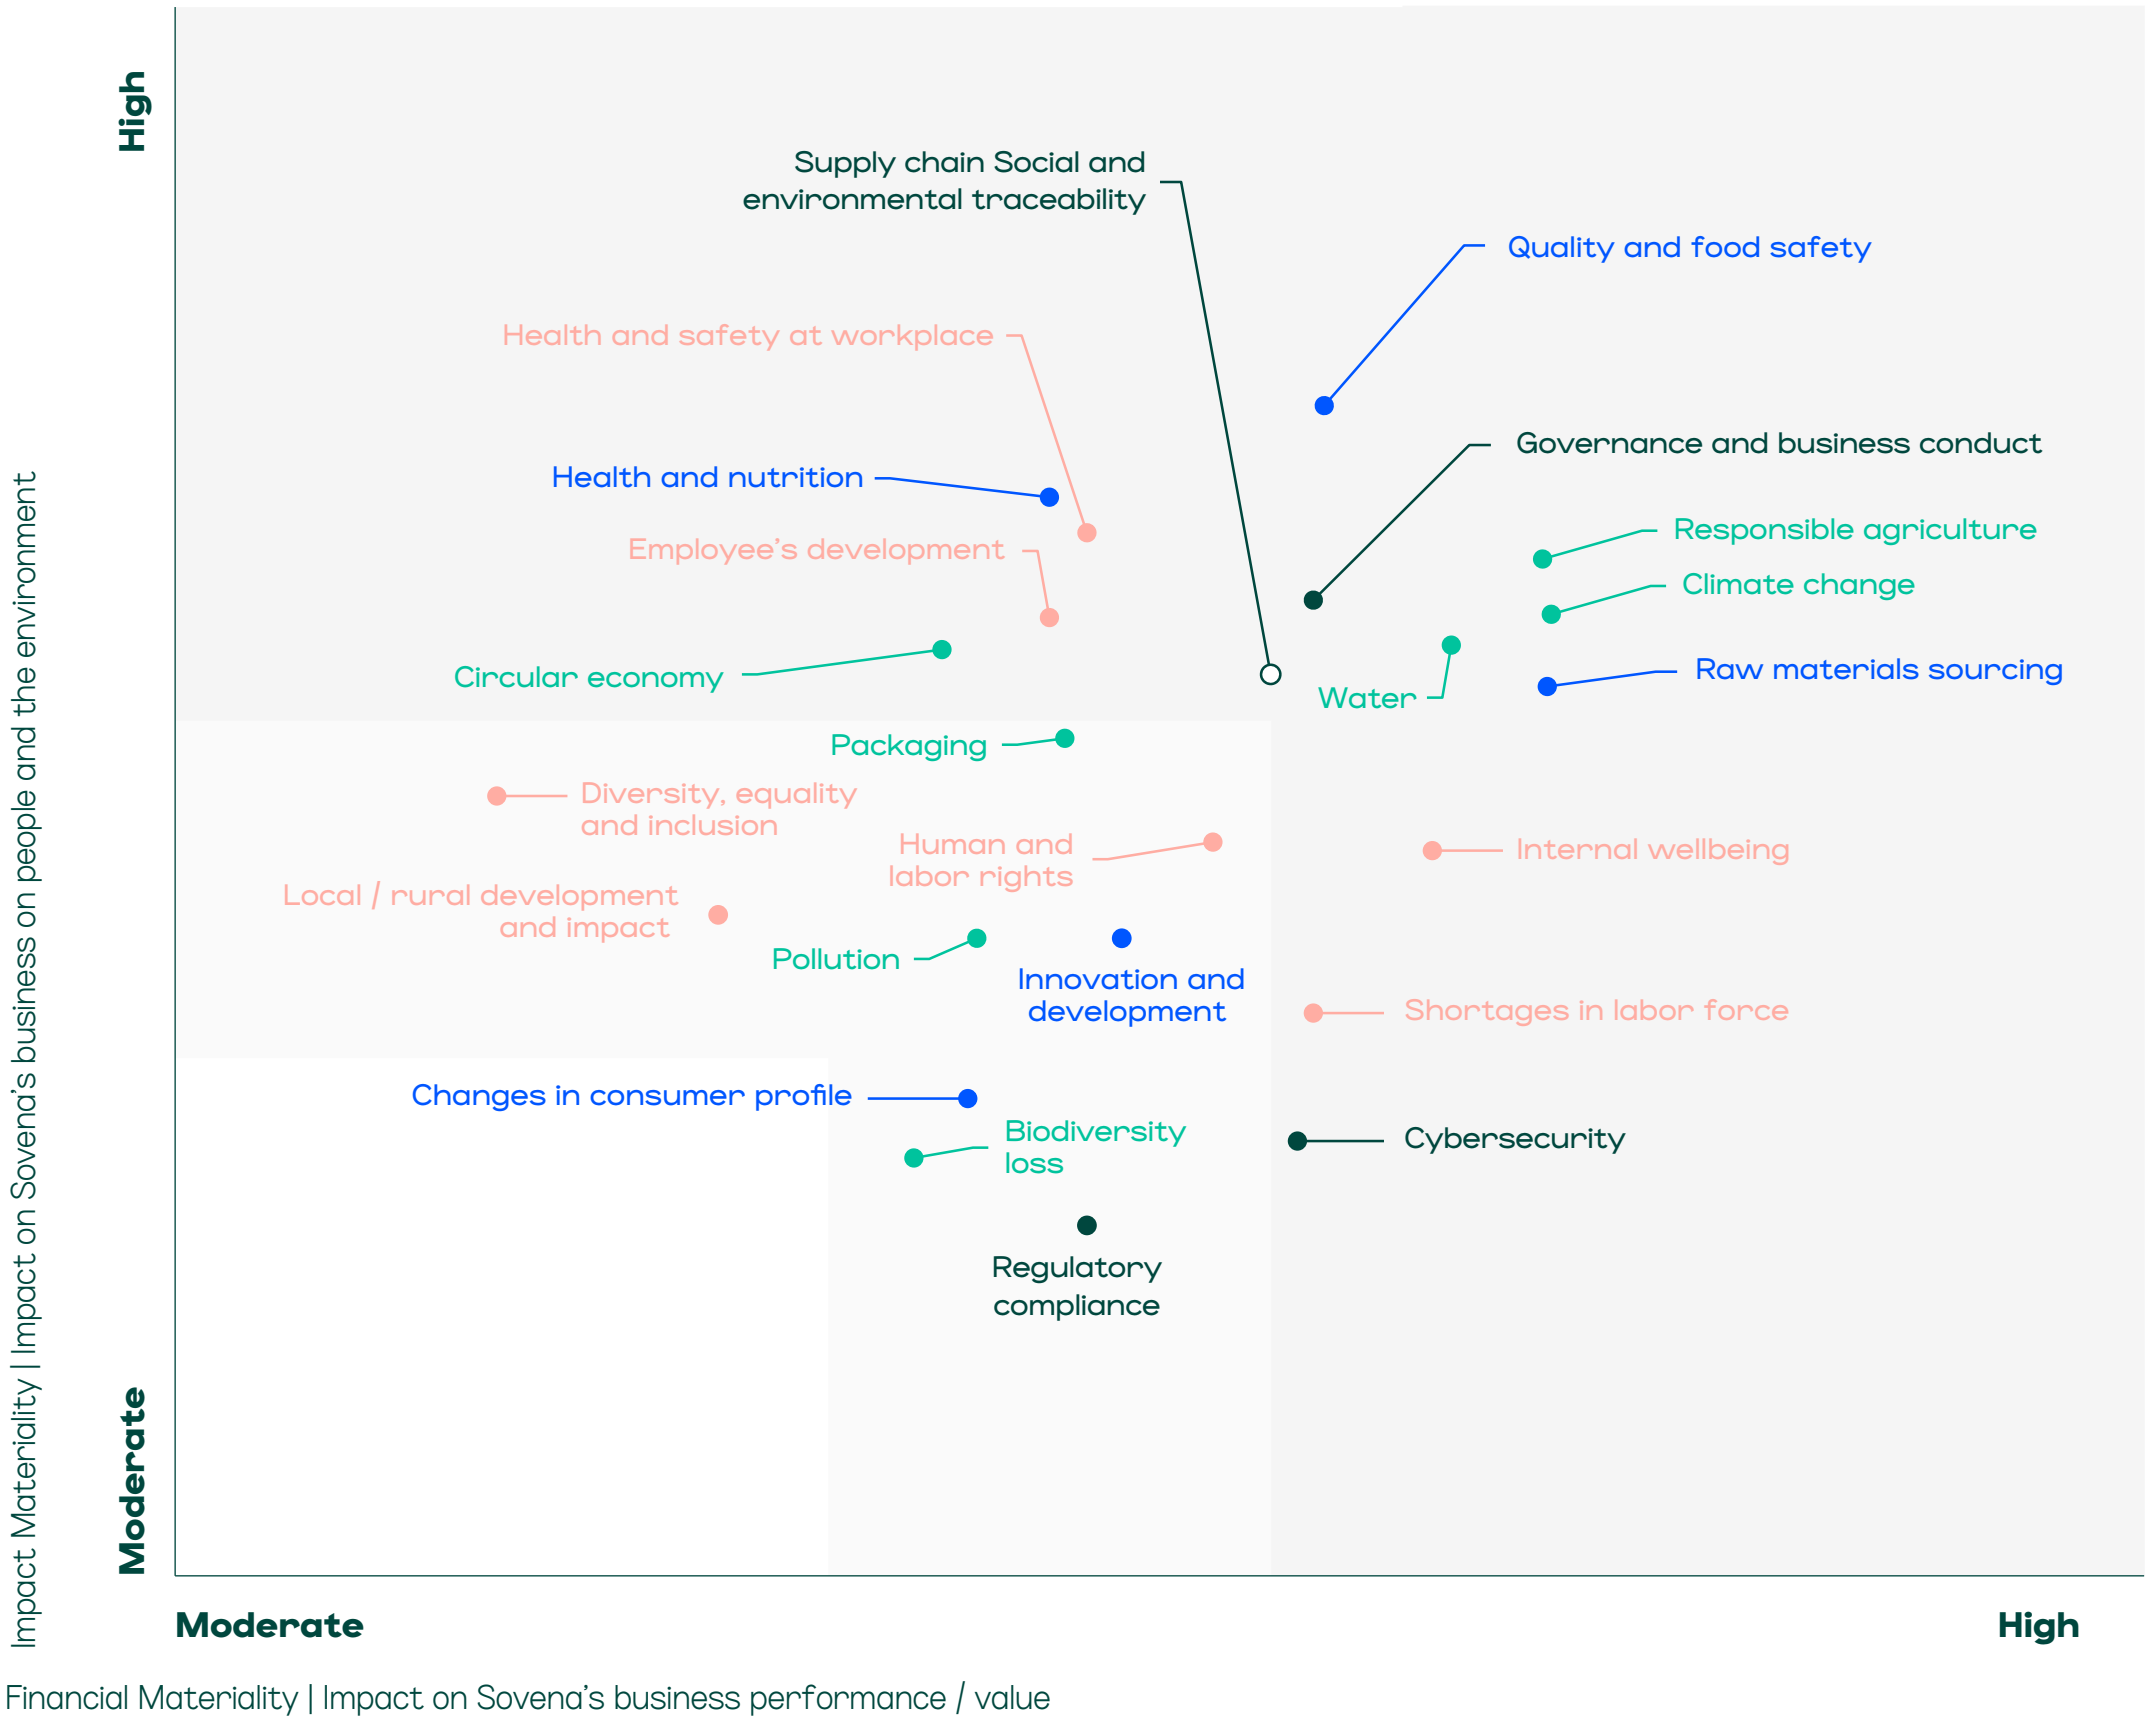 High
Supply chain Social and
environmental traceability
Quality and food safety
Health and safety at workplace
Governance and business conduct
Health and nutrition
Responsible agriculture
Employee’s development
Climate change
Circular economy
Raw materials sourcing
Water
Packaging
Diversity, equality
and inclusion
Human and
labor rights
Internal wellbeing
Local / rural development
and impact
Pollution
Innovation and
development
Shortages in labor force
Changes in consumer profile
Biodiversity
loss
Cybersecurity
Regulatory
compliance
Moderate
Impact Materiality | Impact on Sovena’s business on people and the environment
Moderate
High
Financial Materiality | Impact on Sovena’s business performance / value